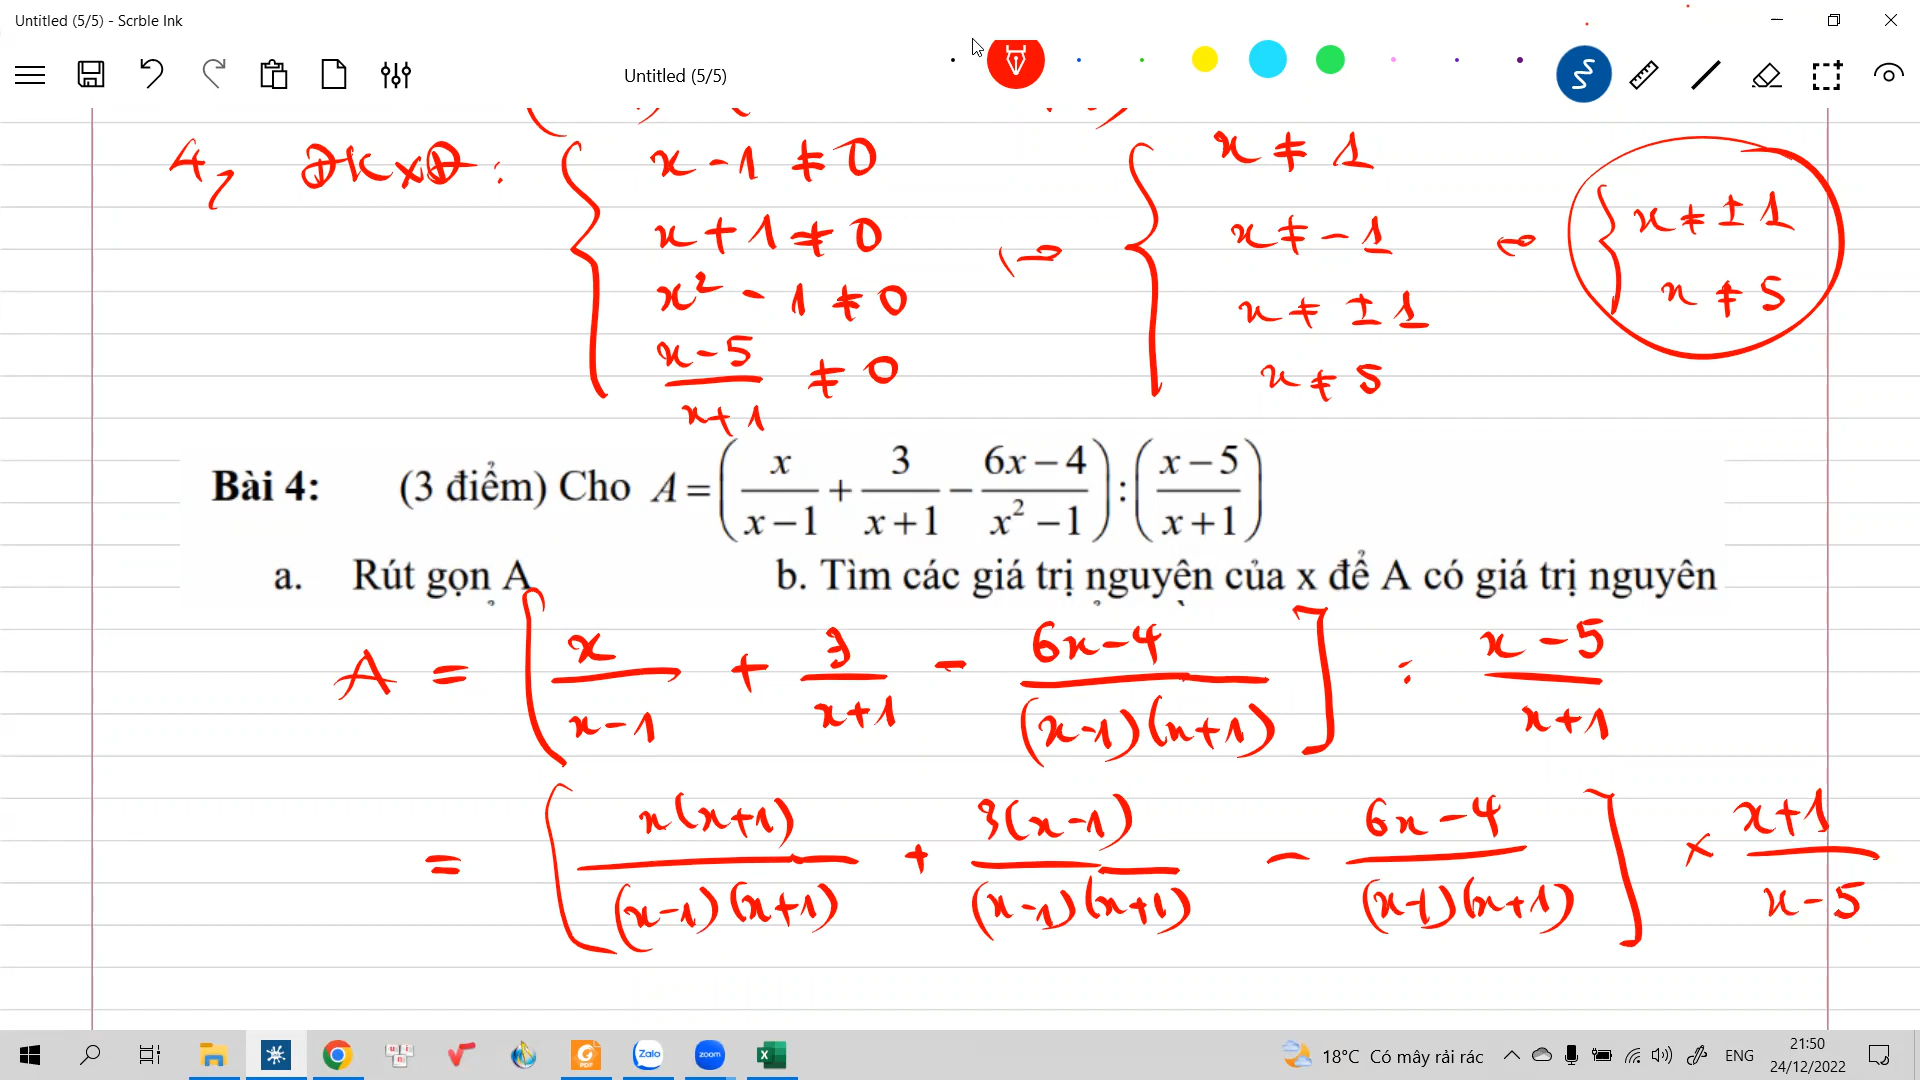 Untitled (5/5) - Scrble Ink
Untitled (5/5)
4, ĐKXĐ: { x - 1 ≠ 0 ⇔ { x ≠ 1 ⇔ { x ≠ ± 1
x + 1 ≠ 0 x ≠ - 1 x ≠ 5
x² - 1 ≠ 0 x ≠ ± 1
(x - 5)/(x + 1) ≠ 0 x ≠ 5
Bài 4: (3 điểm) Cho A = (x/(x - 1) + 3/(x + 1) - (6x - 4)/(x² - 1)) : ((x - 5)/(x + 1))
a. Rút gọn A b. Tìm các giá trị nguyên của x để A có giá trị nguyên
A = [x/(x - 1) + 3/(x + 1) - (6x - 4)/((x - 1)(x + 1))] : (x - 5)/(x + 1)
= [x(x + 1)/((x - 1)(x + 1)) + 3(x - 1)/((x - 1)(x + 1)) - (6x - 4)/((x - 1)(x + 1))] × (x + 1)/(x - 5)
Zalo
zoom
18°C Có mây rải rác
ENG
21:50
24/12/2022